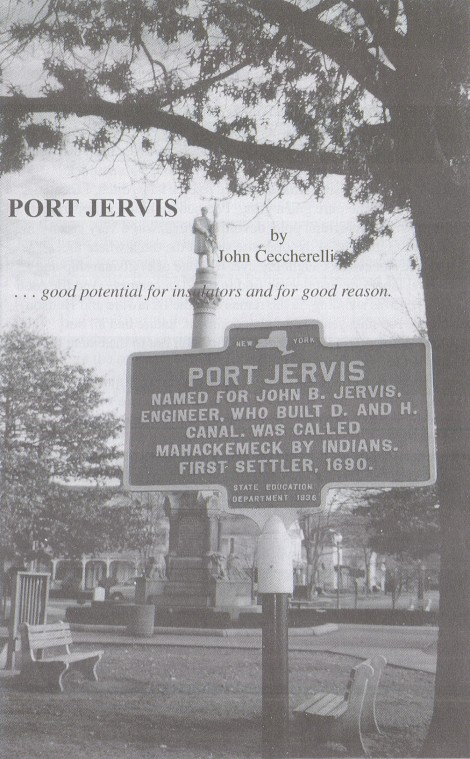 PORT JERVIS
by
John Ceccherelli
. . . good potential for insulators and for good reason.
NEW YORK
PORT JERVIS
NAMED FOR JOHN B. JERVIS,
ENGINEER, WHO BUILT D. AND H.
CANAL. WAS CALLED
MAHACKEMECK BY INDIANS.
FIRST SETTLER, 1690.
STATE EDUCATION
DEPARTMENT 1936